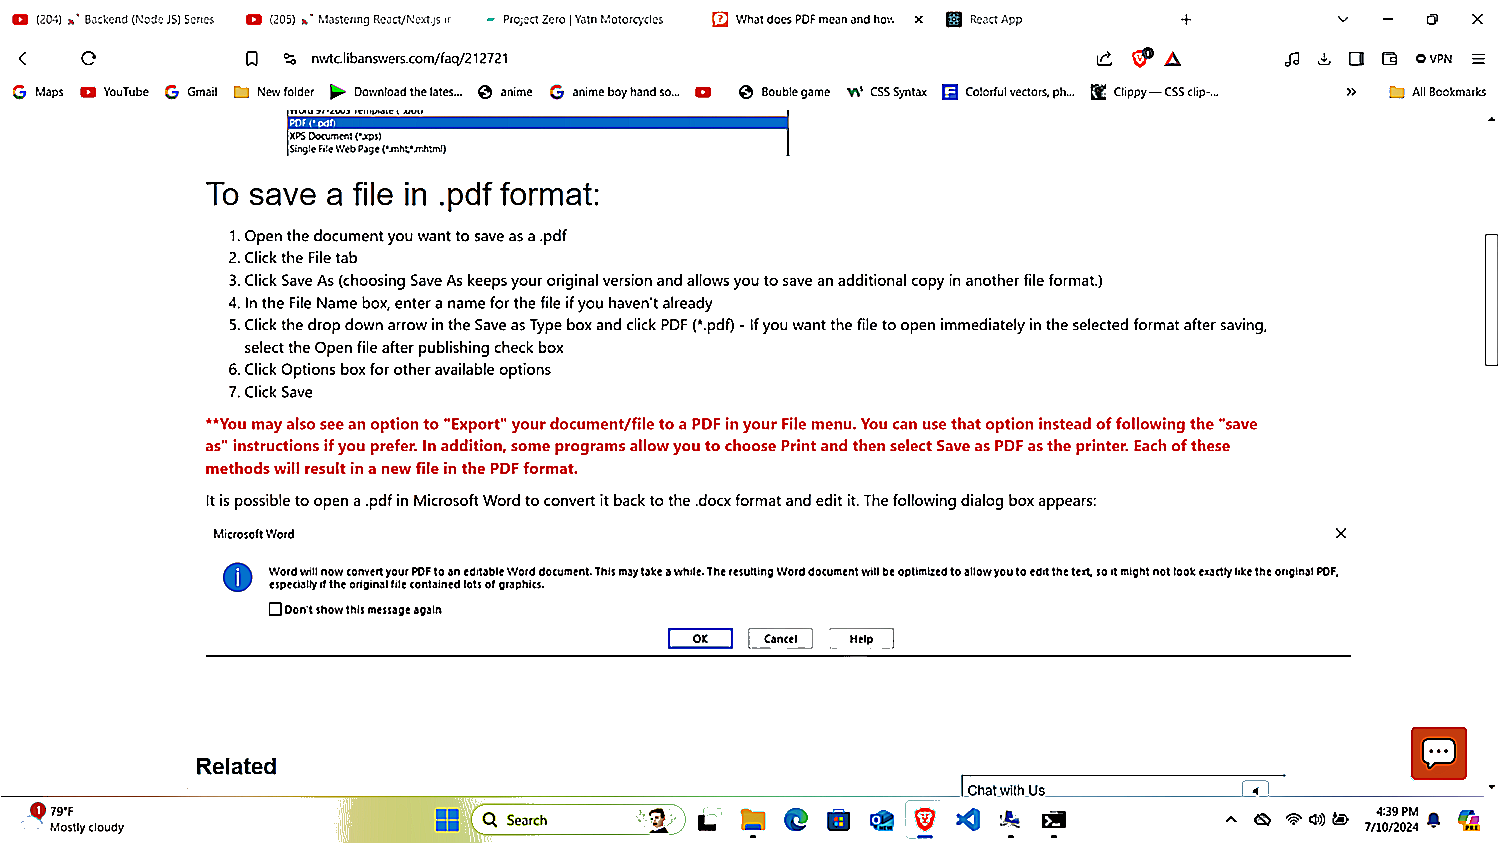 (204) Backend (Node JS) Series
(205) Mastering React/Next.js ir
Project Zero | Yatri Motorcycles
What does PDF mean and how
React App
nwtc.libanswers.com/faq/212721
VPN
Maps
YouTube
Gmail
New folder
Download the lates...
anime
anime boy hand so...
Bouble game
CSS Syntax
Colorful vectors, ph...
Clippy — CSS clip-...
All Bookmarks
PDF (*.pdf)
XPS Document (*.xps)
Single File Web Page (*.mht;*.mhtml)
To save a file in .pdf format:
1. Open the document you want to save as a .pdf
2. Click the File tab
3. Click Save As (choosing Save As keeps your original version and allows you to save an additional copy in another file format.)
4. In the File Name box, enter a name for the file if you haven't already
5. Click the drop down arrow in the Save as Type box and click PDF (*.pdf) - If you want the file to open immediately in the selected format after saving,
select the Open file after publishing check box
6. Click Options box for other available options
7. Click Save
**You may also see an option to "Export" your document/file to a PDF in your File menu. You can use that option instead of following the "save
as" instructions if you prefer. In addition, some programs allow you to choose Print and then select Save as PDF as the printer. Each of these
methods will result in a new file in the PDF format.
It is possible to open a .pdf in Microsoft Word to convert it back to the .docx format and edit it. The following dialog box appears:
Microsoft Word
Word will now convert your PDF to an editable Word document. This may take a while. The resulting Word document will be optimized to allow you to edit the text, so it might not look exactly like the original PDF,
especially if the original file contained lots of graphics.
Don't show this message again
OK
Cancel
Help
Related
Chat with Us
1
79°F
Mostly cloudy
Search
4:39 PM
7/10/2024